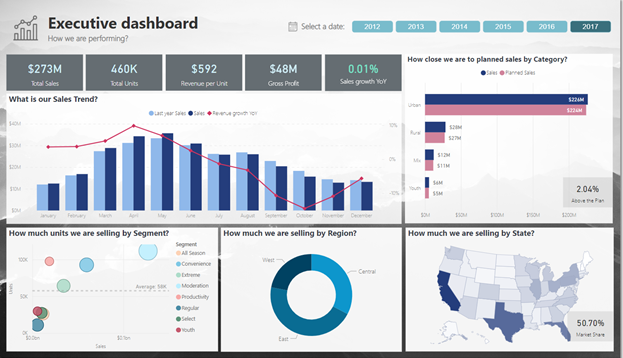 Executive dashboard
How we are performing?
Select a date:
2012
2013
2014
2015
2016
2017
$273M
Total Sales
460K
Total Units
$592
Revenue per Unit
$48M
Gross Profit
0.01%
Sales growth YoY
What is our Sales Trend?
Last year Sales Sales Revenue growth YoY
$40M
$30M
$20M
$10M
$0M
10%
0%
-10%
January February March April May June July August September October November December
How close we are to planned sales by Category?
Sales Planned Sales
Urban
$226M
$224M
Rural
$28M
$27M
Mix
$12M
$11M
Youth
$6M
$5M
$0M $50M $100M $150M $200M
2.04%
Above the Plan
How much units we are selling by Segment?
100K
50K
0K
Units
Average: 58K
$0.0bn $0.1bn
Sales
Segment
All Season
Convenience
Extreme
Moderation
Productivity
Regular
Select
Youth
How much we are selling by Region?
West
Central
East
How much we are selling by State?
50.70%
Market Share